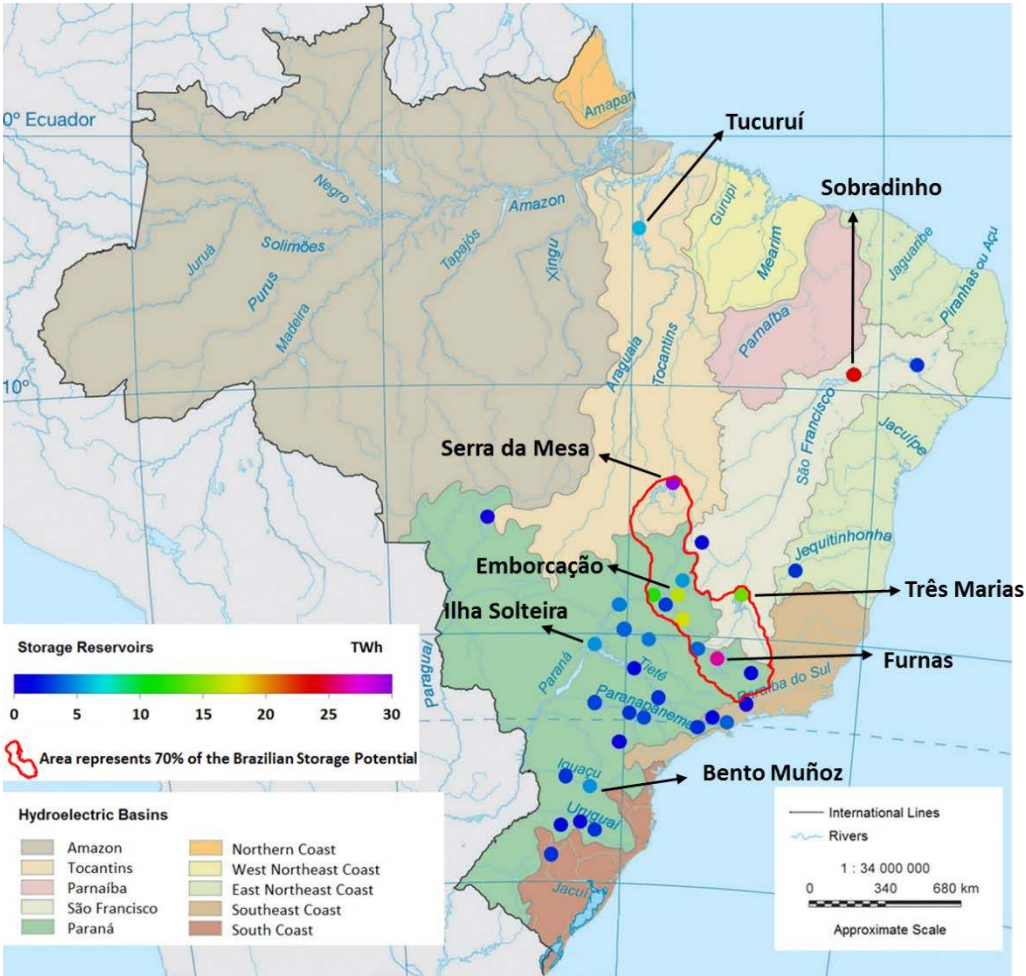 Amapan
0º Ecuador
Tucuruí
Negro
Amazon
Gurupi
Sobradinho
Solimões
Juruá
Purus
Madeira
Tapajós
Xingu
Mearim
Jaguaribe
Piranhas ou Açu
Parnaíba
Araguaia
Tocantins
10º
São Francisco
Jacuípe
Serra da Mesa
Jequitinhonha
Emborcação
Três Marias
Ilha Solteira
Furnas
Paraguai
Paraná
Tietê
Paraíba do Sul
Paranapanema
Storage Reservoirs TWh
0 5 10 15 20 25 30
Area represents 70% of the Brazilian Storage Potential
Iguaçu
Bento Muñoz
Uruguai
Jacuí
Hydroelectric Basins
Amazon
Tocantins
Parnaíba
São Francisco
Paraná
Northern Coast
West Northeast Coast
East Northeast Coast
Southeast Coast
South Coast
International Lines
Rivers
1 : 34 000 000
0 340 680 km
Approximate Scale